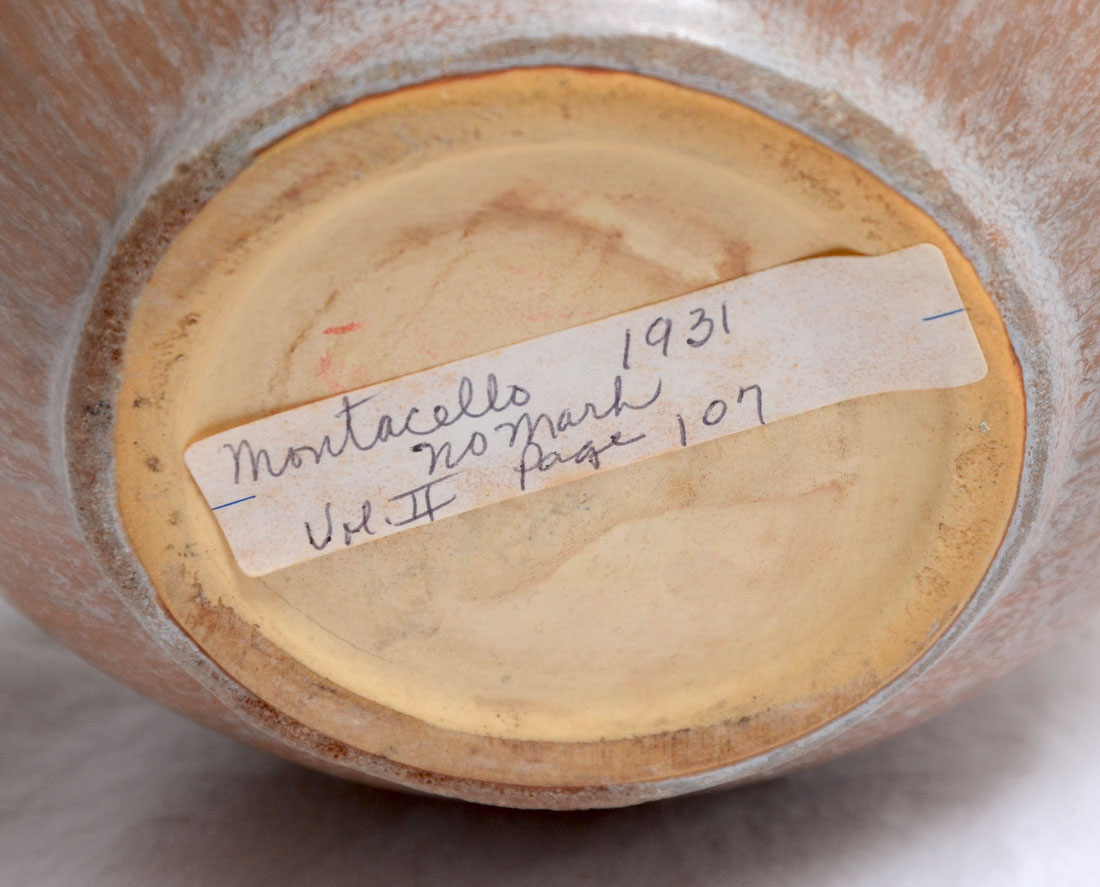 Montacello 1931
no Mark
Vol. II Page 107